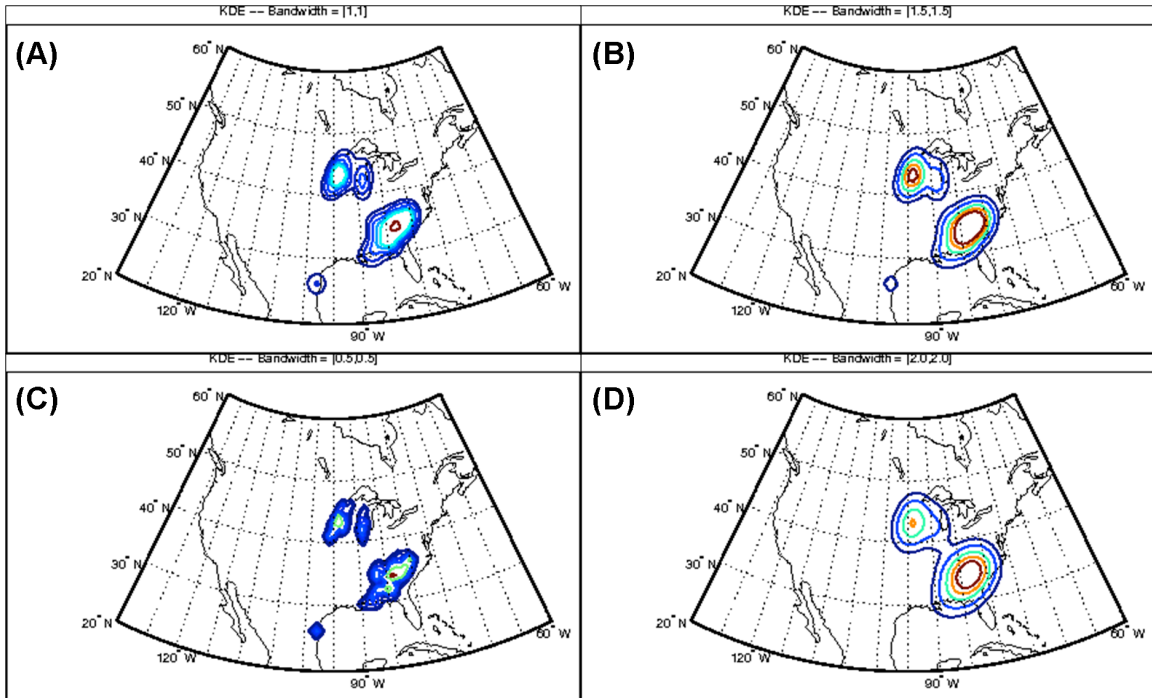 KDE -- Bandwidth = [1,1]
(A)
60° N
50° N
40° N
30° N
20° N
120° W
90° W
60° W
KDE -- Bandwidth = [1.5,1.5]
(B)
60° N
50° N
40° N
30° N
20° N
120° W
90° W
60° W
KDE -- Bandwidth = [0.5,0.5]
(C)
60° N
50° N
40° N
30° N
20° N
120° W
90° W
60° W
KDE -- Bandwidth = [2.0,2.0]
(D)
60° N
50° N
40° N
30° N
20° N
120° W
90° W
60° W